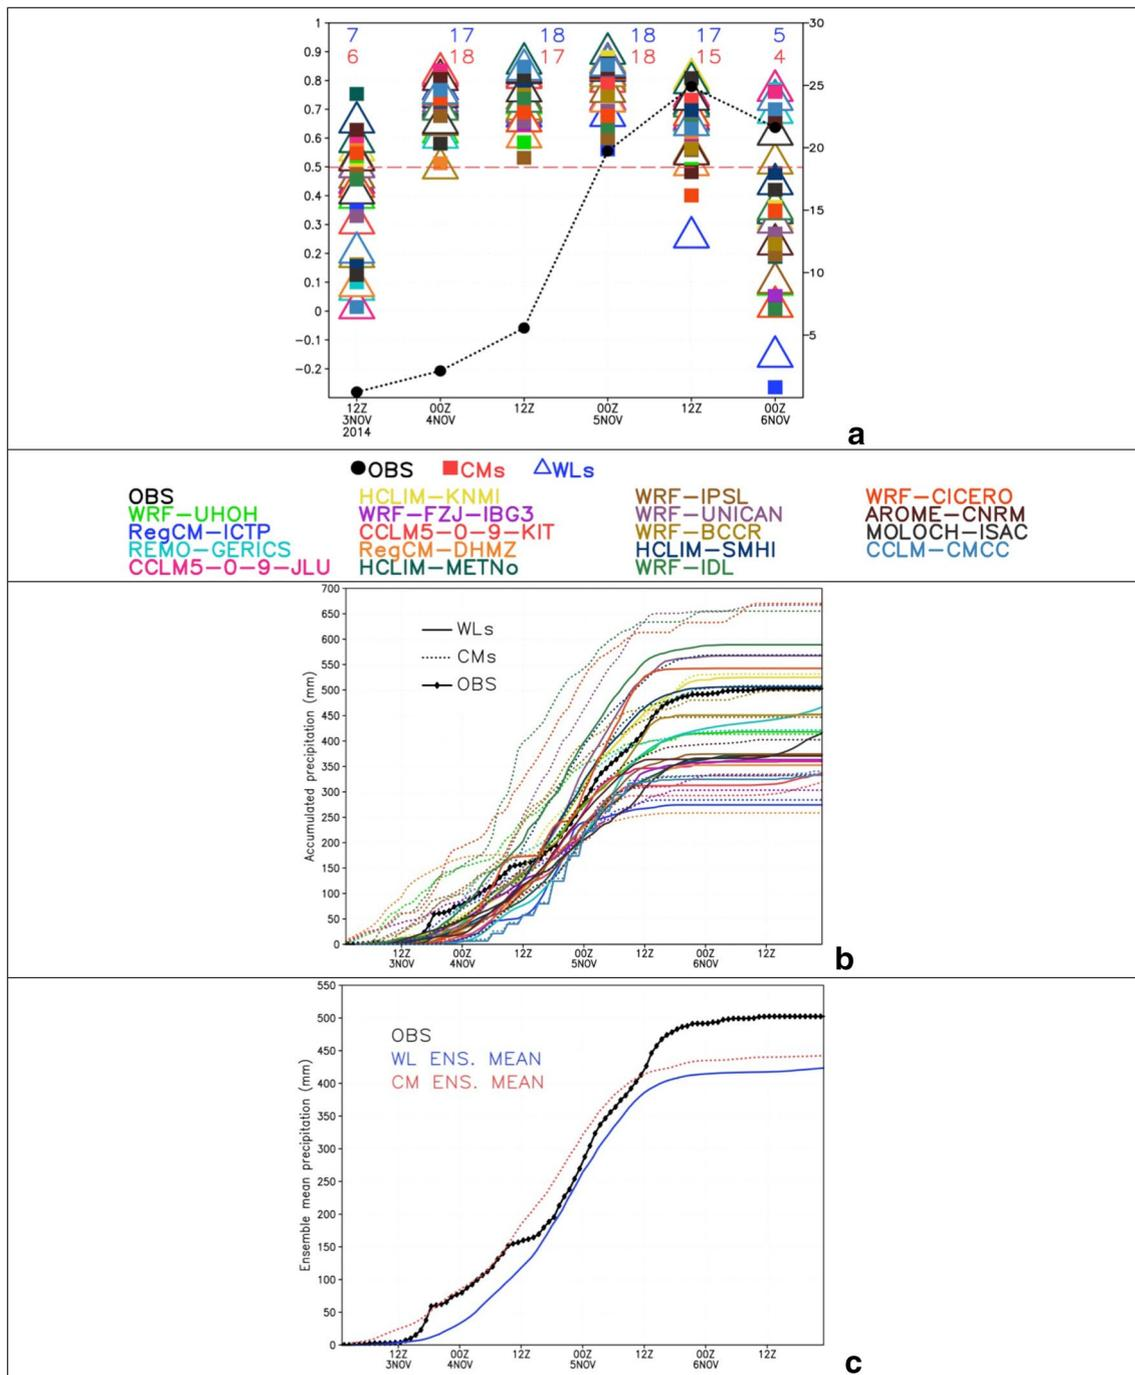 1
30
7
17
18
18
17
5
0.9
6
18
17
18
15
4
0.8
25
0.7
0.6
20
0.5
0.4
15
0.3
0.2
10
0.1
0
5
−0.1
−0.2
12Z
00Z
12Z
00Z
12Z
00Z
3NOV
4NOV
5NOV
6NOV
2014
a
OBS CMs WLs
OBS HCLIM−KNMI WRF−IPSL WRF−CICERO
WRF−UHOH WRF−FZJ−IBG3 WRF−UNICAN AROME−CNRM
RegCM−ICTP CCLM5−0−9−KIT WRF−BCCR MOLOCH−ISAC
REMO−GERICS RegCM−DHMZ HCLIM−SMHI CCLM−CMCC
CCLM5−0−9−JLU HCLIM−METNo WRF−IDL
700
650
600
550
500
450
400
350
300
250
200
150
100
50
0
Accumulated precipitation (mm)
WLs
CMs
OBS
12Z
00Z
12Z
00Z
12Z
00Z
12Z
3NOV
4NOV
5NOV
6NOV
b
550
500
450
400
350
300
250
200
150
100
50
0
Ensemble mean precipitation (mm)
OBS
WL ENS. MEAN
CM ENS. MEAN
12Z
00Z
12Z
00Z
12Z
00Z
12Z
3NOV
4NOV
5NOV
6NOV
c